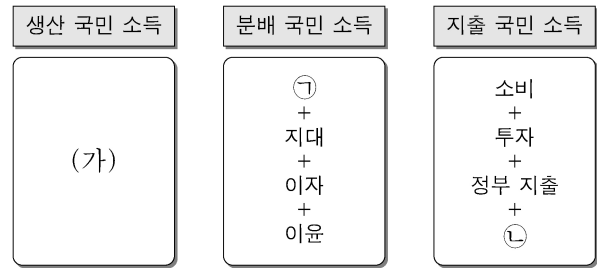 생산 국민 소득
(가)
분배 국민 소득
㉠
+
지대
+
이자
+
이윤
지출 국민 소득
소비
+
투자
+
정부 지출
+
㉡